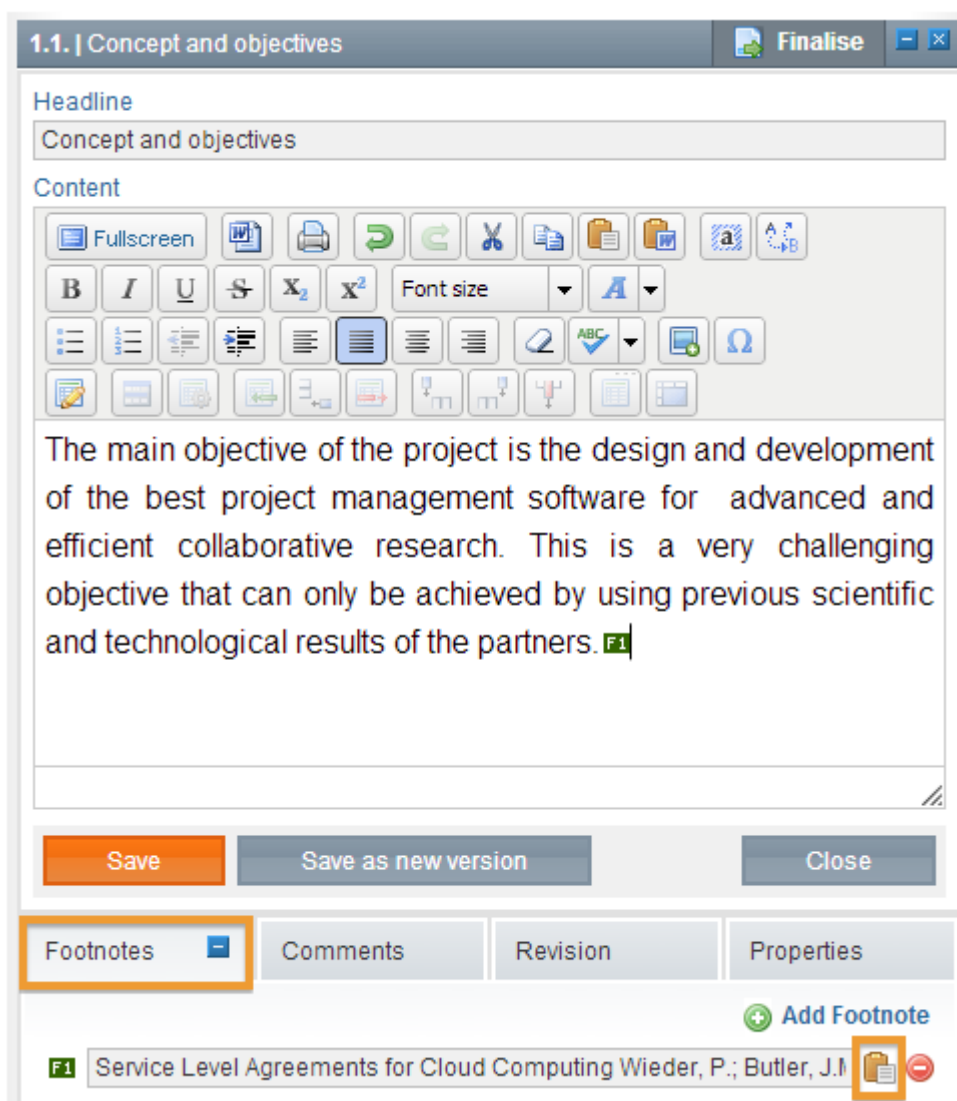 1.1. | Concept and objectives Finalise
Headline
Concept and objectives
Content
Fullscreen
B I U S X2 X2 Font size A
ABC Ω
The main objective of the project is the design and development
of the best project management software for advanced and
efficient collaborative research. This is a very challenging
objective that can only be achieved by using previous scientific
and technological results of the partners. F1
Save Save as new version Close
Footnotes Comments Revision Properties
Add Footnote
F1 Service Level Agreements for Cloud Computing Wieder, P.; Butler, J.